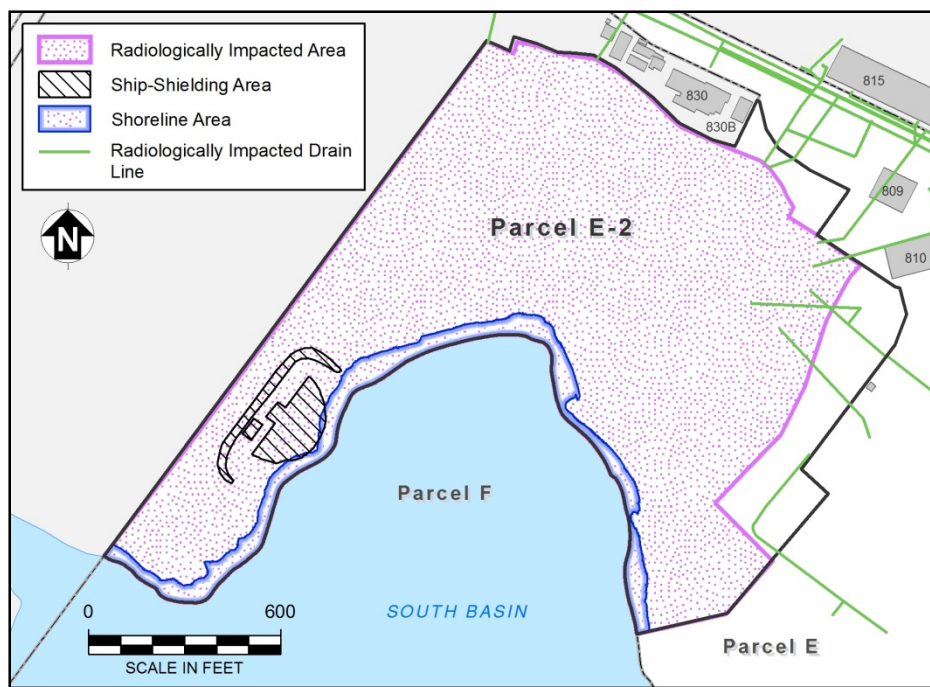 Radiologically Impacted Area
Ship-Shielding Area
Shoreline Area
Radiologically Impacted Drain
Line
N
830
830B
815
809
810
Parcel E-2
Parcel F
SOUTH BASIN
Parcel E
0
600
SCALE IN FEET